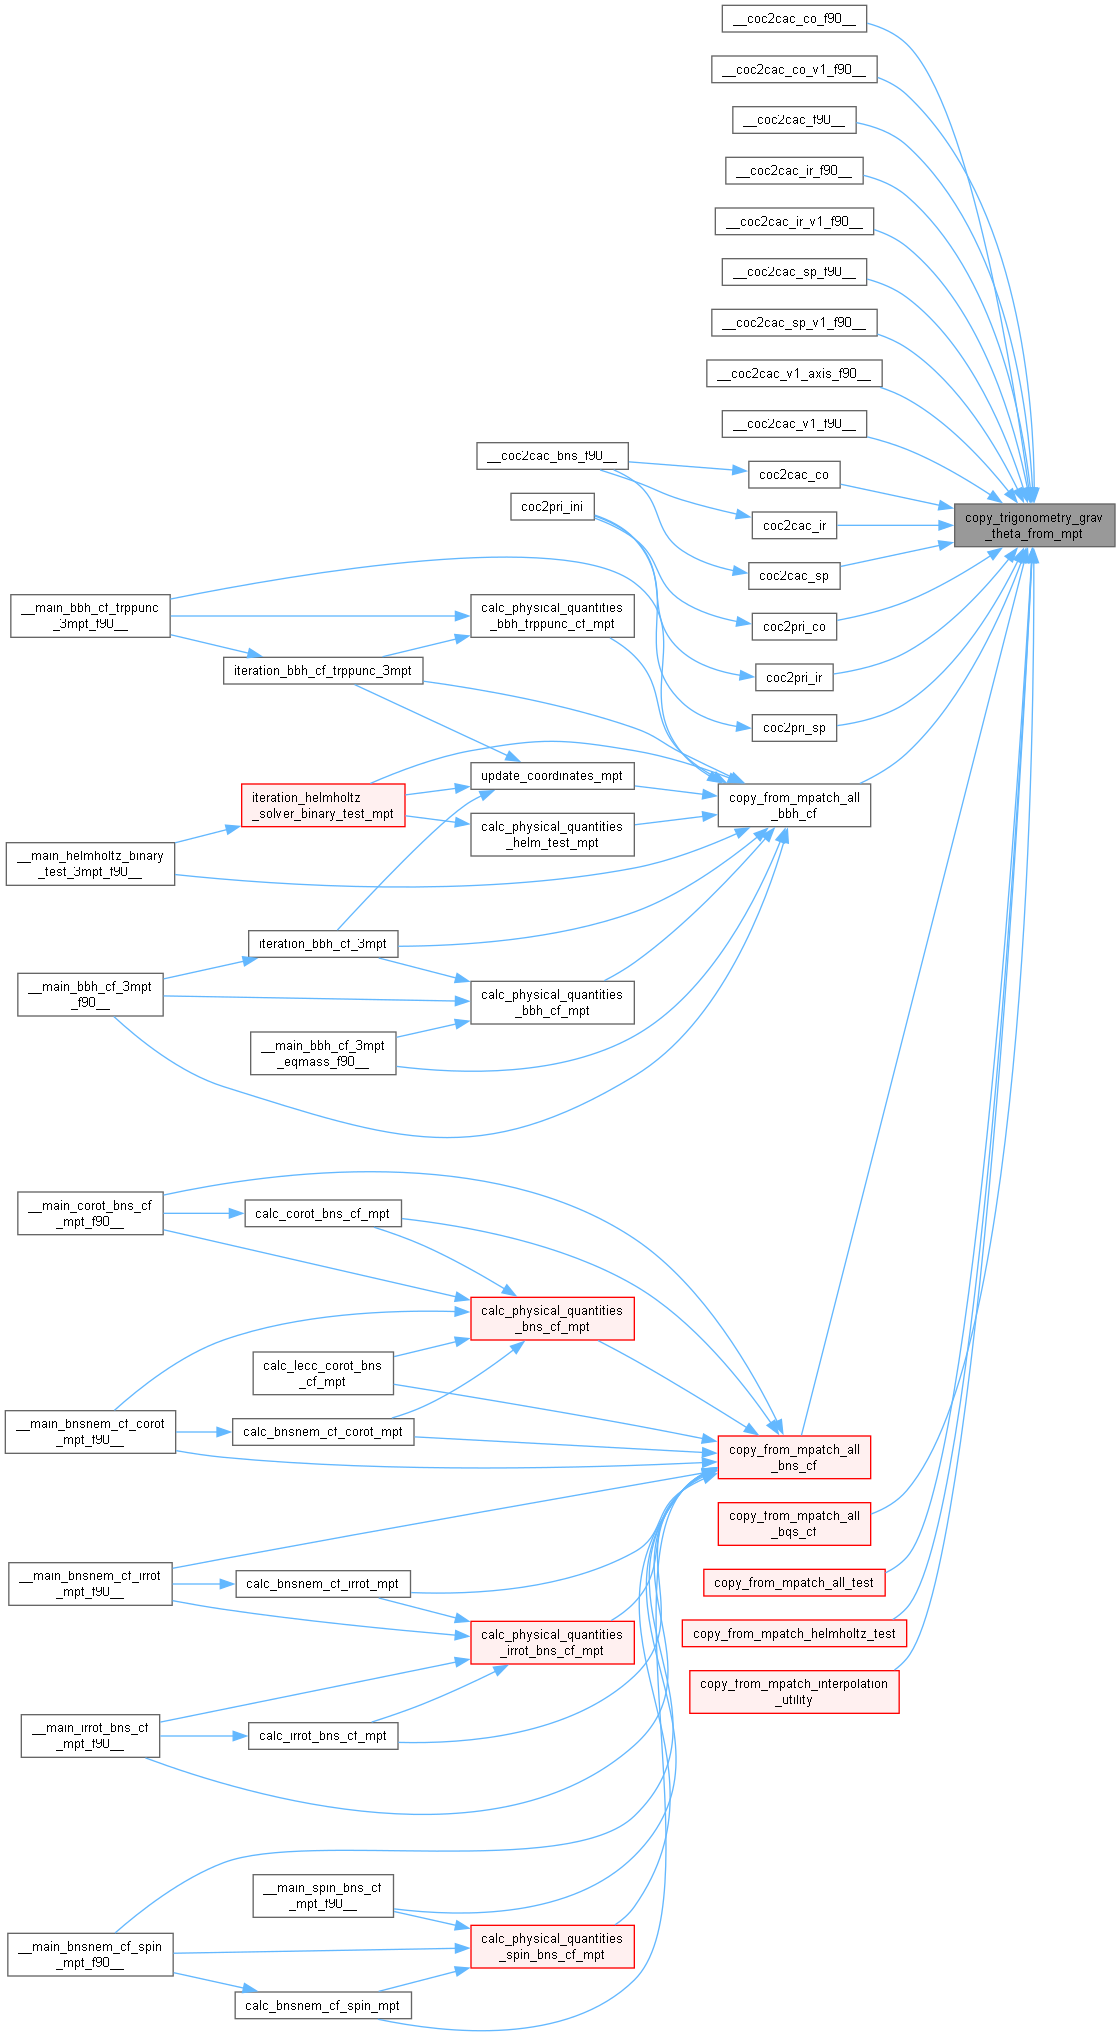 __coc2cac_co_f90__
__coc2cac_co_v1_f90__
__coc2cac_f90__
__coc2cac_ir_f90__
__coc2cac_ir_v1_f90__
__coc2cac_sp_f90__
__coc2cac_sp_v1_f90__
__coc2cac_v1_axis_f90__
__coc2cac_v1_f90__
__coc2cac_bns_f90__
coc2cac_co
coc2pri_ini
coc2cac_ir
copy_trigonometry_grav
_theta_from_mpt
coc2cac_sp
__main_bbh_cf_trppunc
_3mpt_f90__
calc_physical_quantities
_bbh_trppunc_cf_mpt
coc2pri_co
iteration_bbh_cf_trppunc_3mpt
coc2pri_ir
coc2pri_sp
update_coordinates_mpt
iteration_helmholtz
_solver_binary_test_mpt
copy_from_mpatch_all
_bbh_cf
calc_physical_quantities
_helm_test_mpt
__main_helmholtz_binary
_test_3mpt_f90__
iteration_bbh_cf_3mpt
__main_bbh_cf_3mpt
_f90__
calc_physical_quantities
_bbh_cf_mpt
__main_bbh_cf_3mpt
_eqmass_f90__
__main_corot_bns_cf
_mpt_f90__
calc_corot_bns_cf_mpt
calc_physical_quantities
_bns_cf_mpt
calc_lecc_corot_bns
_cf_mpt
__main_bnsnem_cf_corot
_mpt_f90__
calc_bnsnem_cf_corot_mpt
copy_from_mpatch_all
_bns_cf
copy_from_mpatch_all
_bqs_cf
__main_bnsnem_cf_irrot
_mpt_f90__
calc_bnsnem_cf_irrot_mpt
copy_from_mpatch_all_test
calc_physical_quantities
_irrot_bns_cf_mpt
copy_from_mpatch_helmholtz_test
copy_from_mpatch_interpolation
_utility
__main_irrot_bns_cf
_mpt_f90__
calc_irrot_bns_cf_mpt
__main_spin_bns_cf
_mpt_f90__
__main_bnsnem_cf_spin
_mpt_f90__
calc_physical_quantities
_spin_bns_cf_mpt
calc_bnsnem_cf_spin_mpt